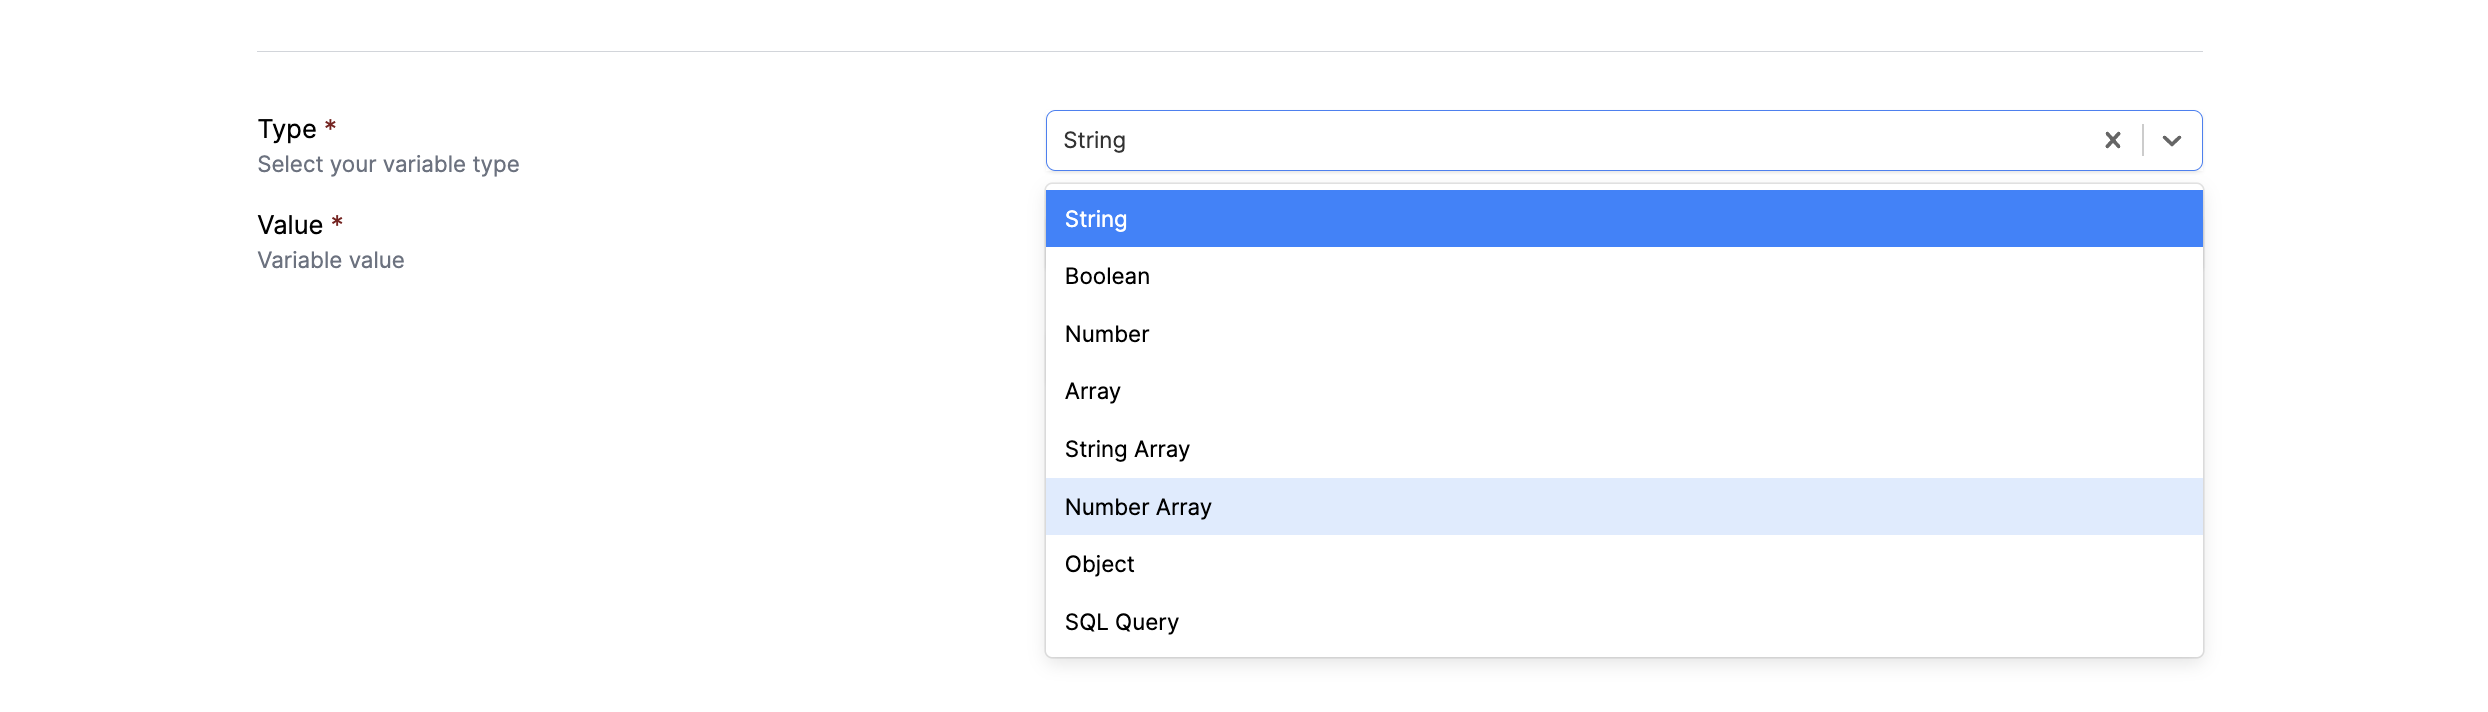 Type *
Select your variable type
String
Value *
Variable value
String
Boolean
Number
Array
String Array
Number Array
Object
SQL Query